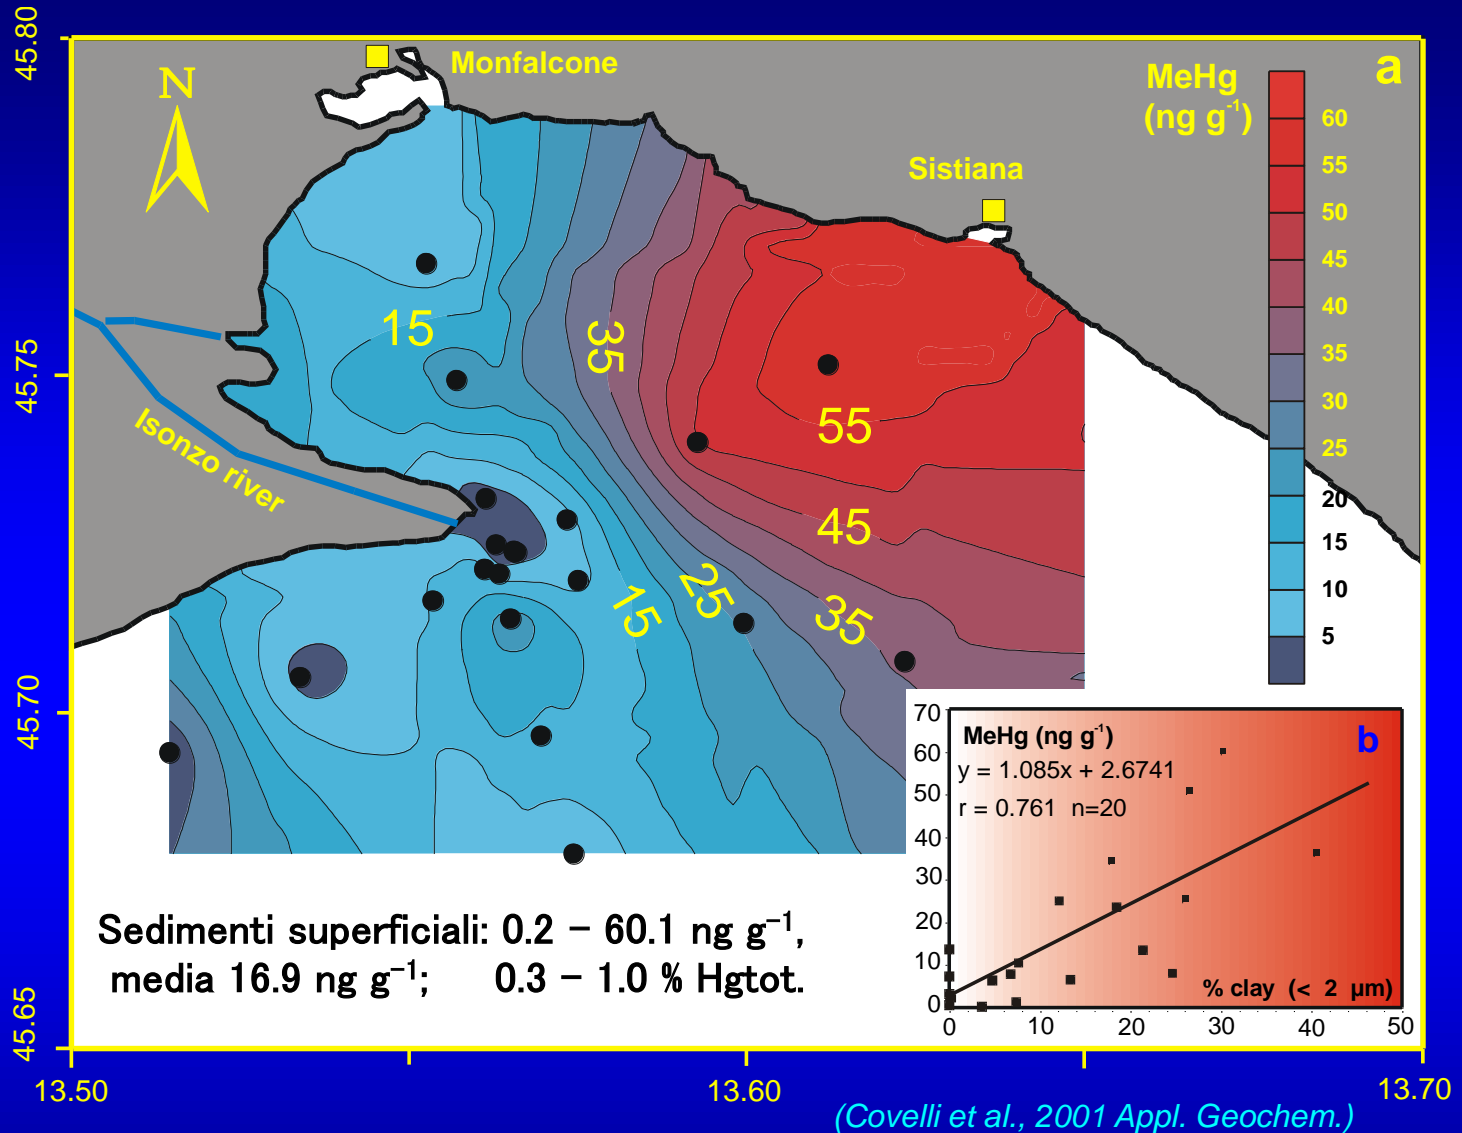 45.80
45.75
45.70
45.65
N
Monfalcone
Sistiana
Isonzo river
MeHg
(ng g-1)
a
60
55
50
45
40
35
30
25
20
15
10
5
15
35
55
45
25
15
35
b
MeHg (ng g-1)
y = 1.085x + 2.6741
r = 0.761 n=20
70
60
50
40
30
20
10
0
% clay (< 2 µm)
0 10 20 30 40 50
Sedimenti superficiali: 0.2 – 60.1 ng g–1,
media 16.9 ng g–1; 0.3 – 1.0 % Hgtot.
13.50 13.60 13.70
(Covelli et al., 2001 Appl. Geochem.)